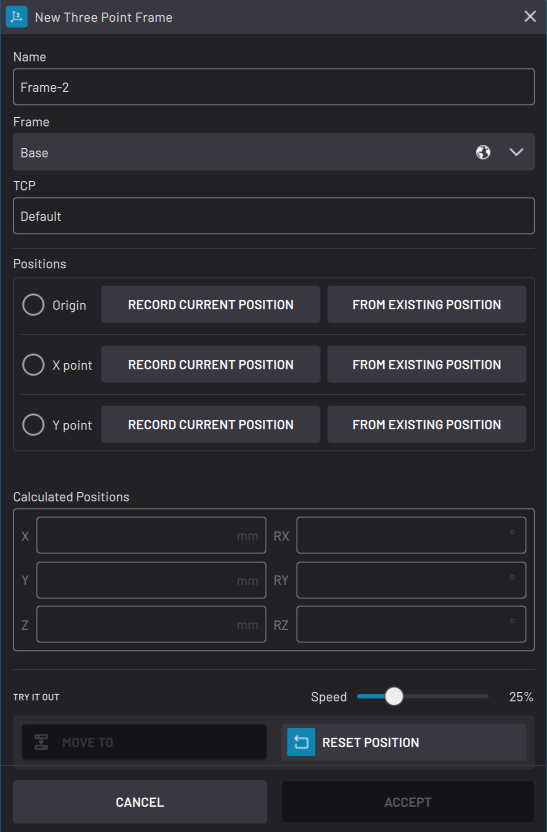 New Three Point Frame
Name
Frame-2
Frame
Base
TCP
Default
Positions
Origin RECORD CURRENT POSITION FROM EXISTING POSITION
X point RECORD CURRENT POSITION FROM EXISTING POSITION
Y point RECORD CURRENT POSITION FROM EXISTING POSITION
Calculated Positions
X mm RX °
Y mm RY °
Z mm RZ °
TRY IT OUT Speed 25%
MOVE TO RESET POSITION
CANCEL ACCEPT